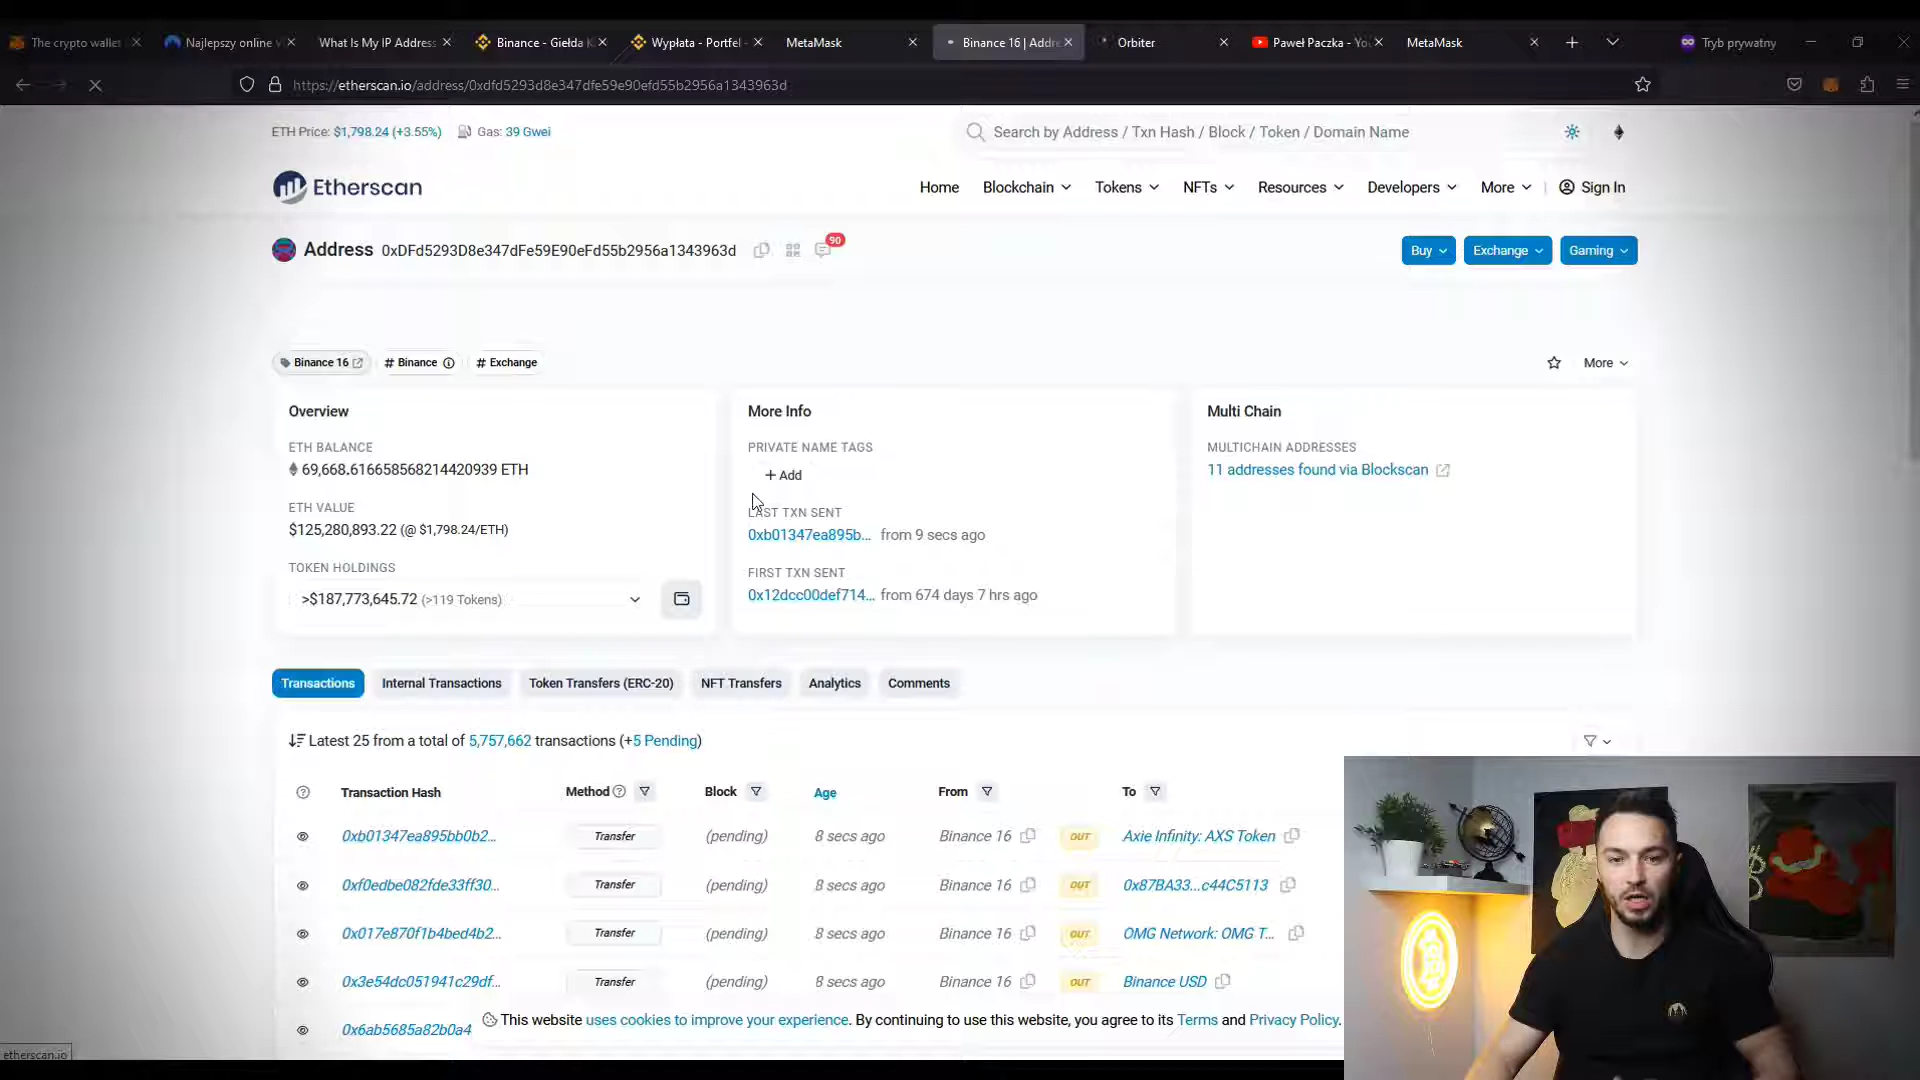 The crypto wallet
Najlepszy online
What Is My IP Address
Binance - Giełda K
Wypłata - Portfel -
MetaMask
Binance 16 | Addre
Orbiter
Paweł Paczka - Yo
MetaMask
Tryb prywatny
https://etherscan.io/address/0xdfd5293d8e347dfe59e90efd55b2956a1343963d
ETH Price: $1,798.24 (+3.55%) Gas: 39 Gwei
Search by Address / Txn Hash / Block / Token / Domain Name
Etherscan
Home Blockchain Tokens NFTs Resources Developers More Sign In
Address 0xDFd5293D8e347dFe59E90eFd55b2956a1343963d 90
Buy Exchange Gaming
Binance 16 # Binance # Exchange
More
Overview
ETH BALANCE
69,668.616658568214420939 ETH
ETH VALUE
$125,280,893.22 (@ $1,798.24/ETH)
TOKEN HOLDINGS
>$187,773,645.72 (>119 Tokens)
More Info
PRIVATE NAME TAGS
+ Add
LAST TXN SENT
0xb01347ea895b... from 9 secs ago
FIRST TXN SENT
0x12dcc00def714... from 674 days 7 hrs ago
Multi Chain
MULTICHAIN ADDRESSES
11 addresses found via Blockscan
Transactions Internal Transactions Token Transfers (ERC-20) NFT Transfers Analytics Comments
Latest 25 from a total of 5,757,662 transactions (+5 Pending)
Transaction Hash Method Block Age From To
0xb01347ea895bb0b2... Transfer (pending) 8 secs ago Binance 16 OUT Axie Infinity: AXS Token
0xf0edbe082fde33ff30... Transfer (pending) 8 secs ago Binance 16 OUT 0x87BA33...c44C5113
0x017e870f1b4bed4b2... Transfer (pending) 8 secs ago Binance 16 OUT OMG Network: OMG T...
0x3e54dc051941c29df... Transfer (pending) 8 secs ago Binance 16 OUT Binance USD
0x6ab5685a82b0a4
This website uses cookies to improve your experience. By continuing to use this website, you agree to its Terms and Privacy Policy.
etherscan.io